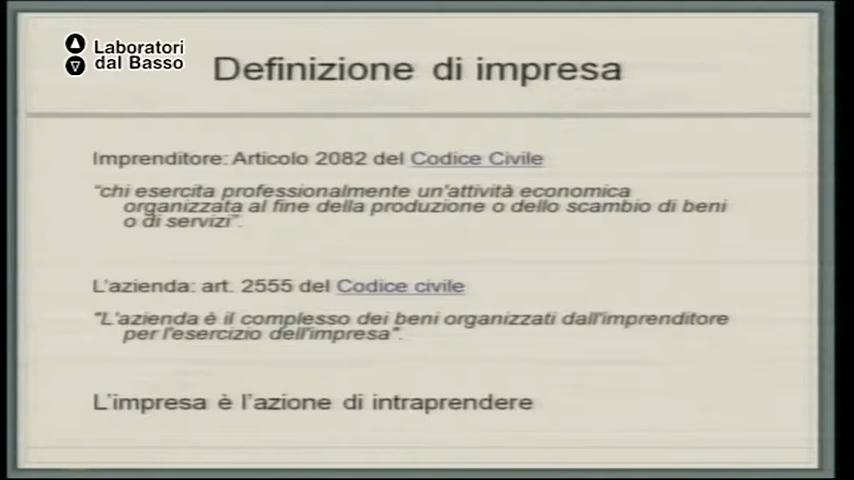 Laboratori
dal Basso
Definizione di impresa
Imprenditore: Articolo 2082 del Codice Civile
"chi esercita professionalmente un'attività economica
organizzata al fine della produzione o dello scambio di beni
o di servizi".
L'azienda: art. 2555 del Codice civile
"L'azienda è il complesso dei beni organizzati dall'imprenditore
per l'esercizio dell'impresa".
L'impresa è l'azione di intraprendere